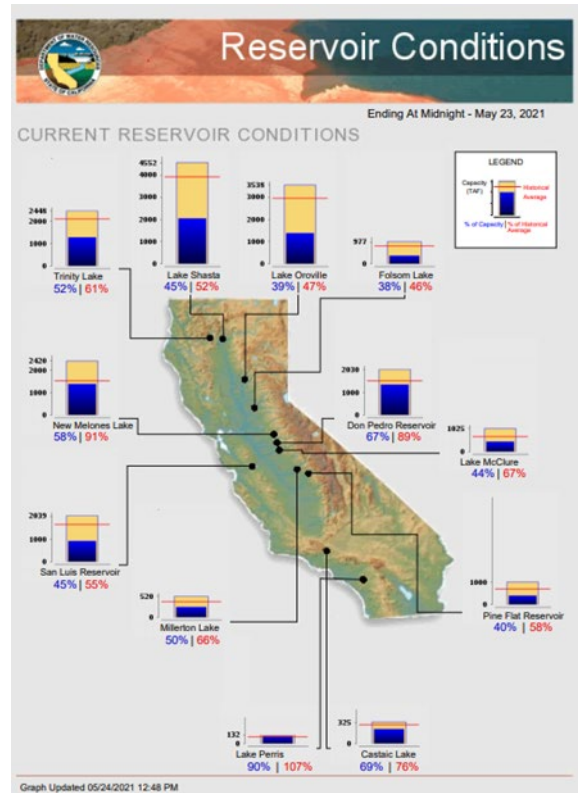 Reservoir Conditions
Ending At Midnight - May 23, 2021
CURRENT RESERVOIR CONDITIONS
LEGEND
Capacity
(TAF)
Historical
Average
% of Capacity | % of Historical
Average
2448
2000
1000
0
Trinity Lake
52% | 61%
4552
4000
3000
2000
1000
0
Lake Shasta
45% | 52%
3538
3000
2000
1000
0
Lake Oroville
39% | 47%
977
0
Folsom Lake
38% | 46%
2420
2000
1000
0
New Melones Lake
58% | 91%
2030
1000
0
Don Pedro Reservoir
67% | 89%
1025
0
Lake McClure
44% | 67%
2039
1000
0
San Luis Reservoir
45% | 55%
520
0
Millerton Lake
50% | 66%
1000
0
Pine Flat Reservoir
40% | 58%
132
0
Lake Perris
90% | 107%
325
0
Castaic Lake
69% | 76%
Graph Updated 05/24/2021 12:48 PM